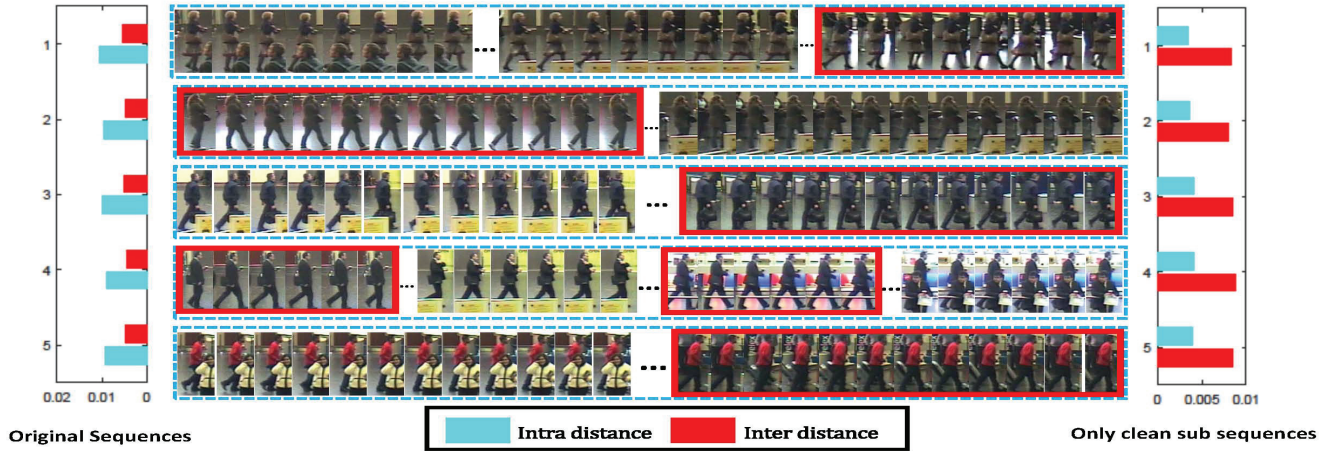 1
2
3
4
5
0.02 0.01 0
1
2
3
4
5
0 0.005 0.01
Original Sequences
Intra distance Inter distance
Only clean sub sequences